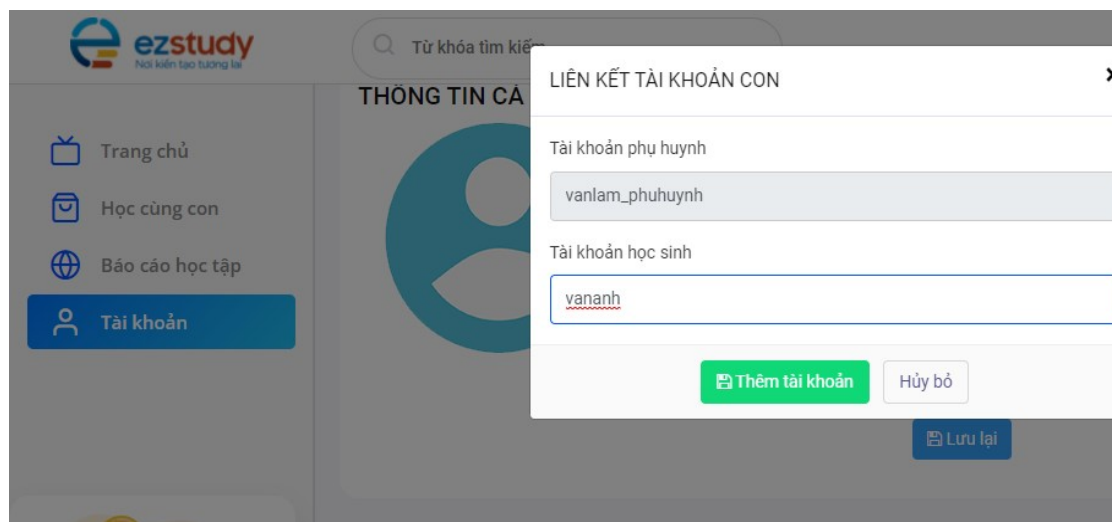 ezstudy
Nơi kiến tạo tương lai
Từ khóa tìm kiếm
THÔNG TIN CÁ
Trang chủ
Học cùng con
Báo cáo học tập
Tài khoản
LIÊN KẾT TÀI KHOẢN CON
Tài khoản phụ huynh
vanlam_phuhuynh
Tài khoản học sinh
vananh
Thêm tài khoản
Hủy bỏ
Lưu lại